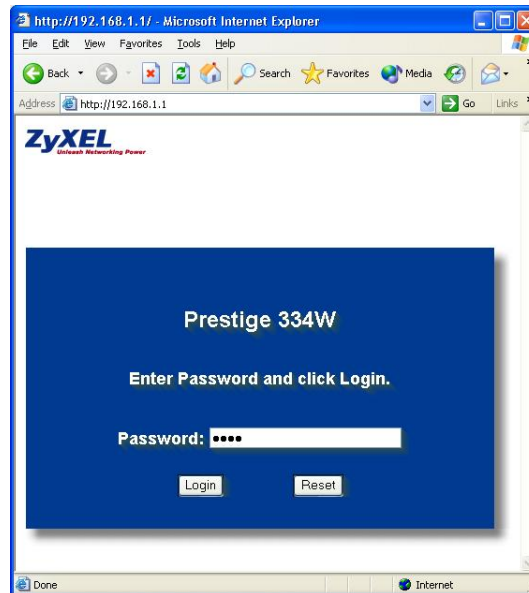 http://192.168.1.1/ - Microsoft Internet Explorer
File Edit View Favorites Tools Help
Back Search Favorites Media
Address http://192.168.1.1 Go Links
ZyXEL
Unleash Networking Power
Prestige 334W
Enter Password and click Login.
Password: ••••
Login Reset
Done Internet